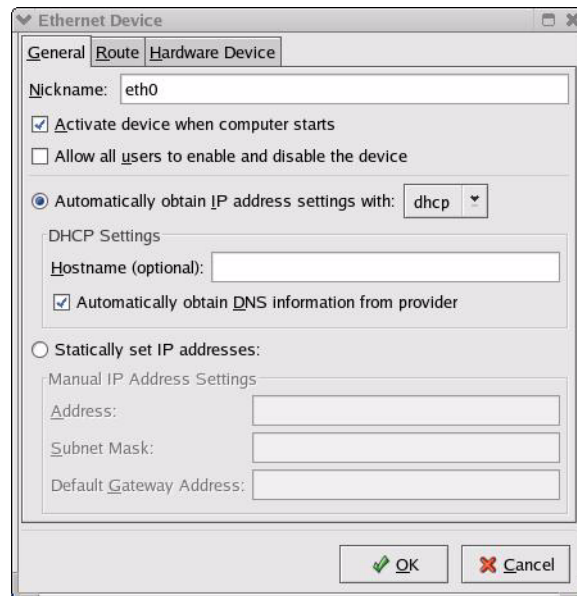 Ethernet Device
General Route Hardware Device
Nickname: eth0
Activate device when computer starts
Allow all users to enable and disable the device
Automatically obtain IP address settings with: dhcp
DHCP Settings
Hostname (optional):
Automatically obtain DNS information from provider
Statically set IP addresses:
Manual IP Address Settings
Address:
Subnet Mask:
Default Gateway Address:
OK Cancel